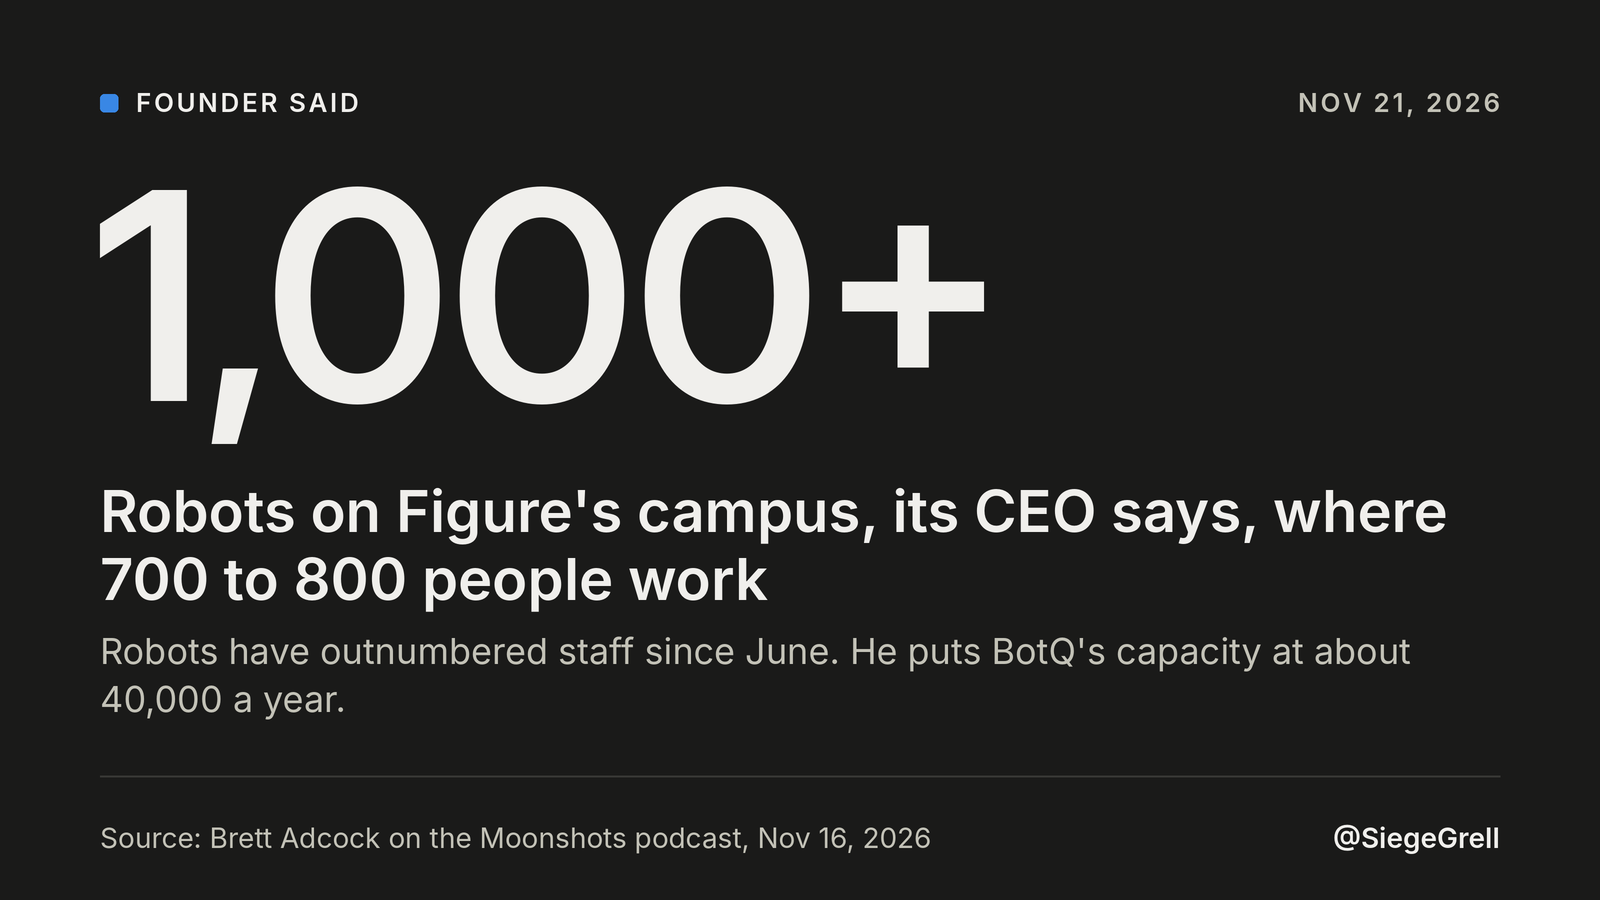 FOUNDER SAID
NOV 21, 2026
1,000+
Robots on Figure's campus, its CEO says, where
700 to 800 people work
Robots have outnumbered staff since June. He puts BotQ's capacity at about
40,000 a year.
Source: Brett Adcock on the Moonshots podcast, Nov 16, 2026
@SiegeGrell